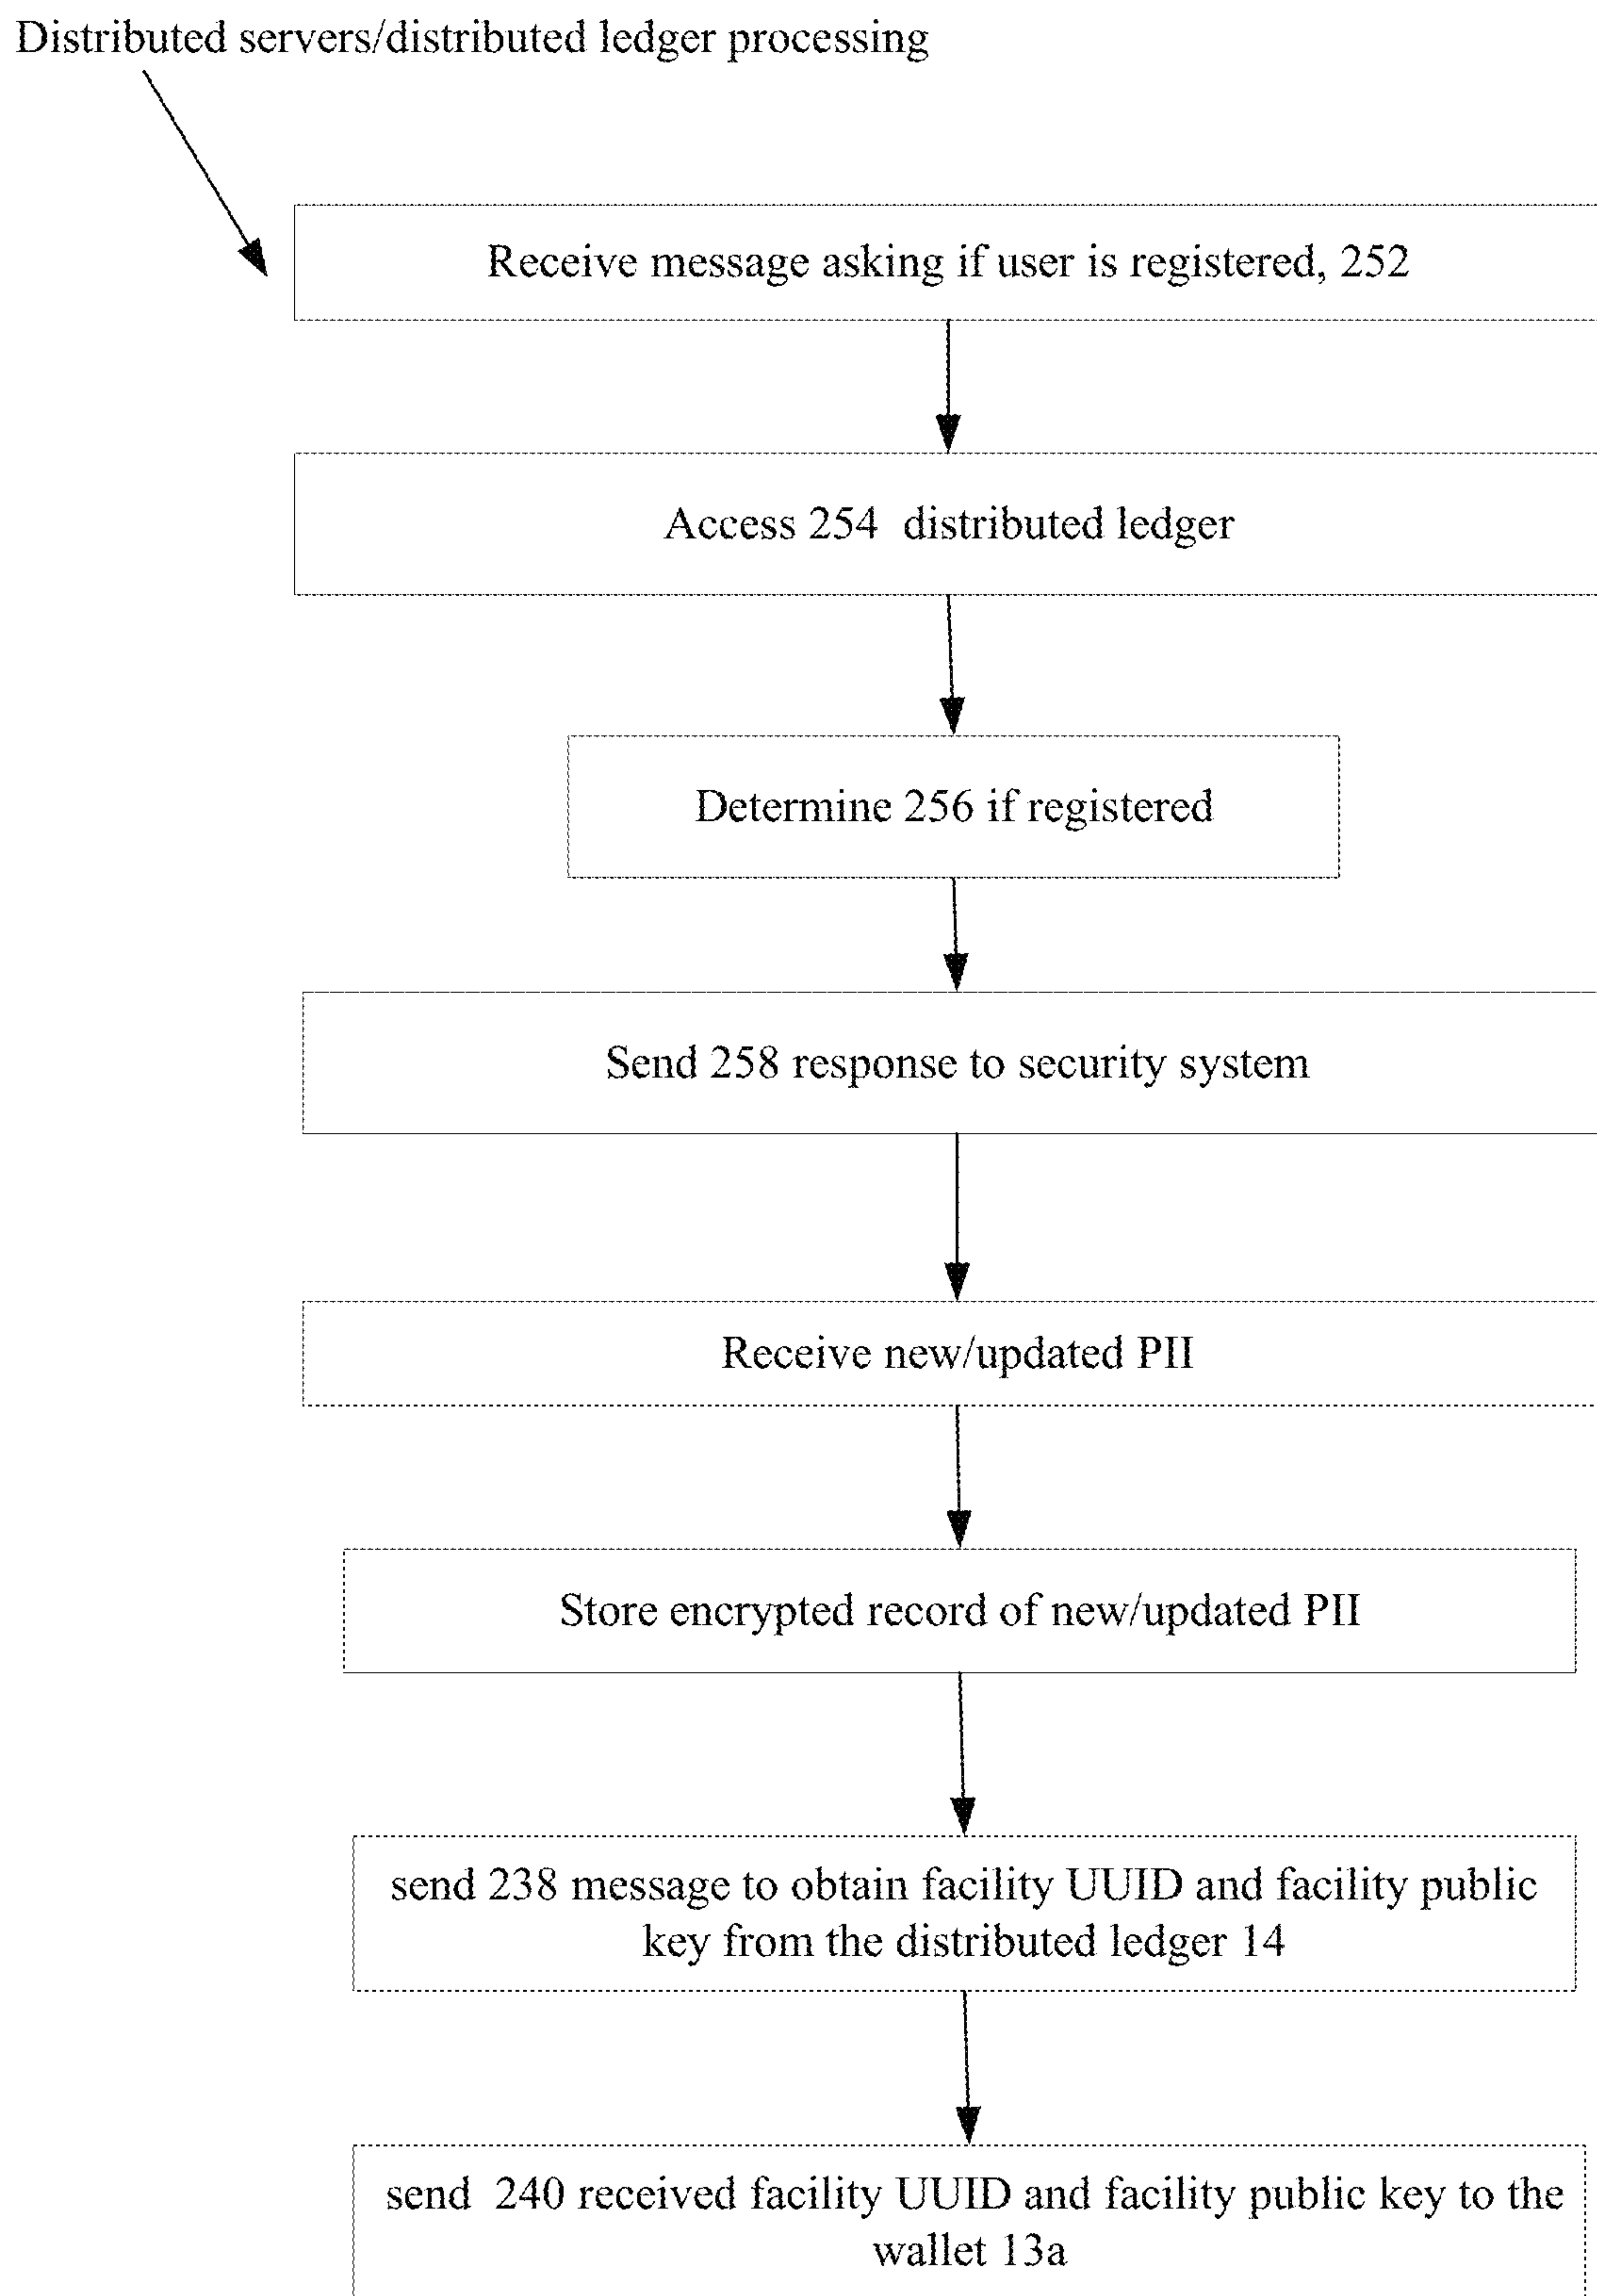 Distributed servers/distributed ledger processing
Receive message asking if user is registered, 252
Access 254  distributed ledger
Determine 256 if registered
Send 258 response to security system
Receive new/updated PII
Store encrypted record of new/updated PII
send 238 message to obtain facility UUID and facility public
key from the distributed ledger 14
send  240 received facility UUID and facility public key to the
wallet 13a